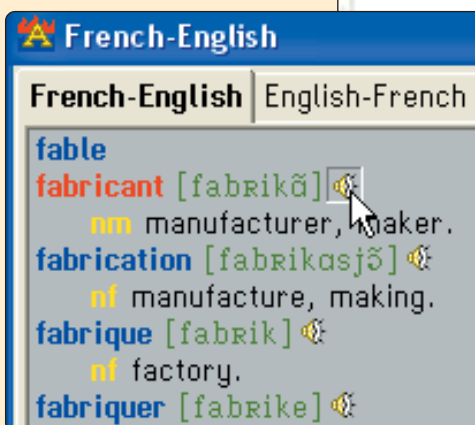 French-English
French-English English-French
fable
fabricant [fabʀikɑ̃]
nm manufacturer, maker.
fabrication [fabʀikɑsjɔ̃]
nf manufacture, making.
fabrique [fabʀik]
nf factory.
fabriquer [fabʀike]